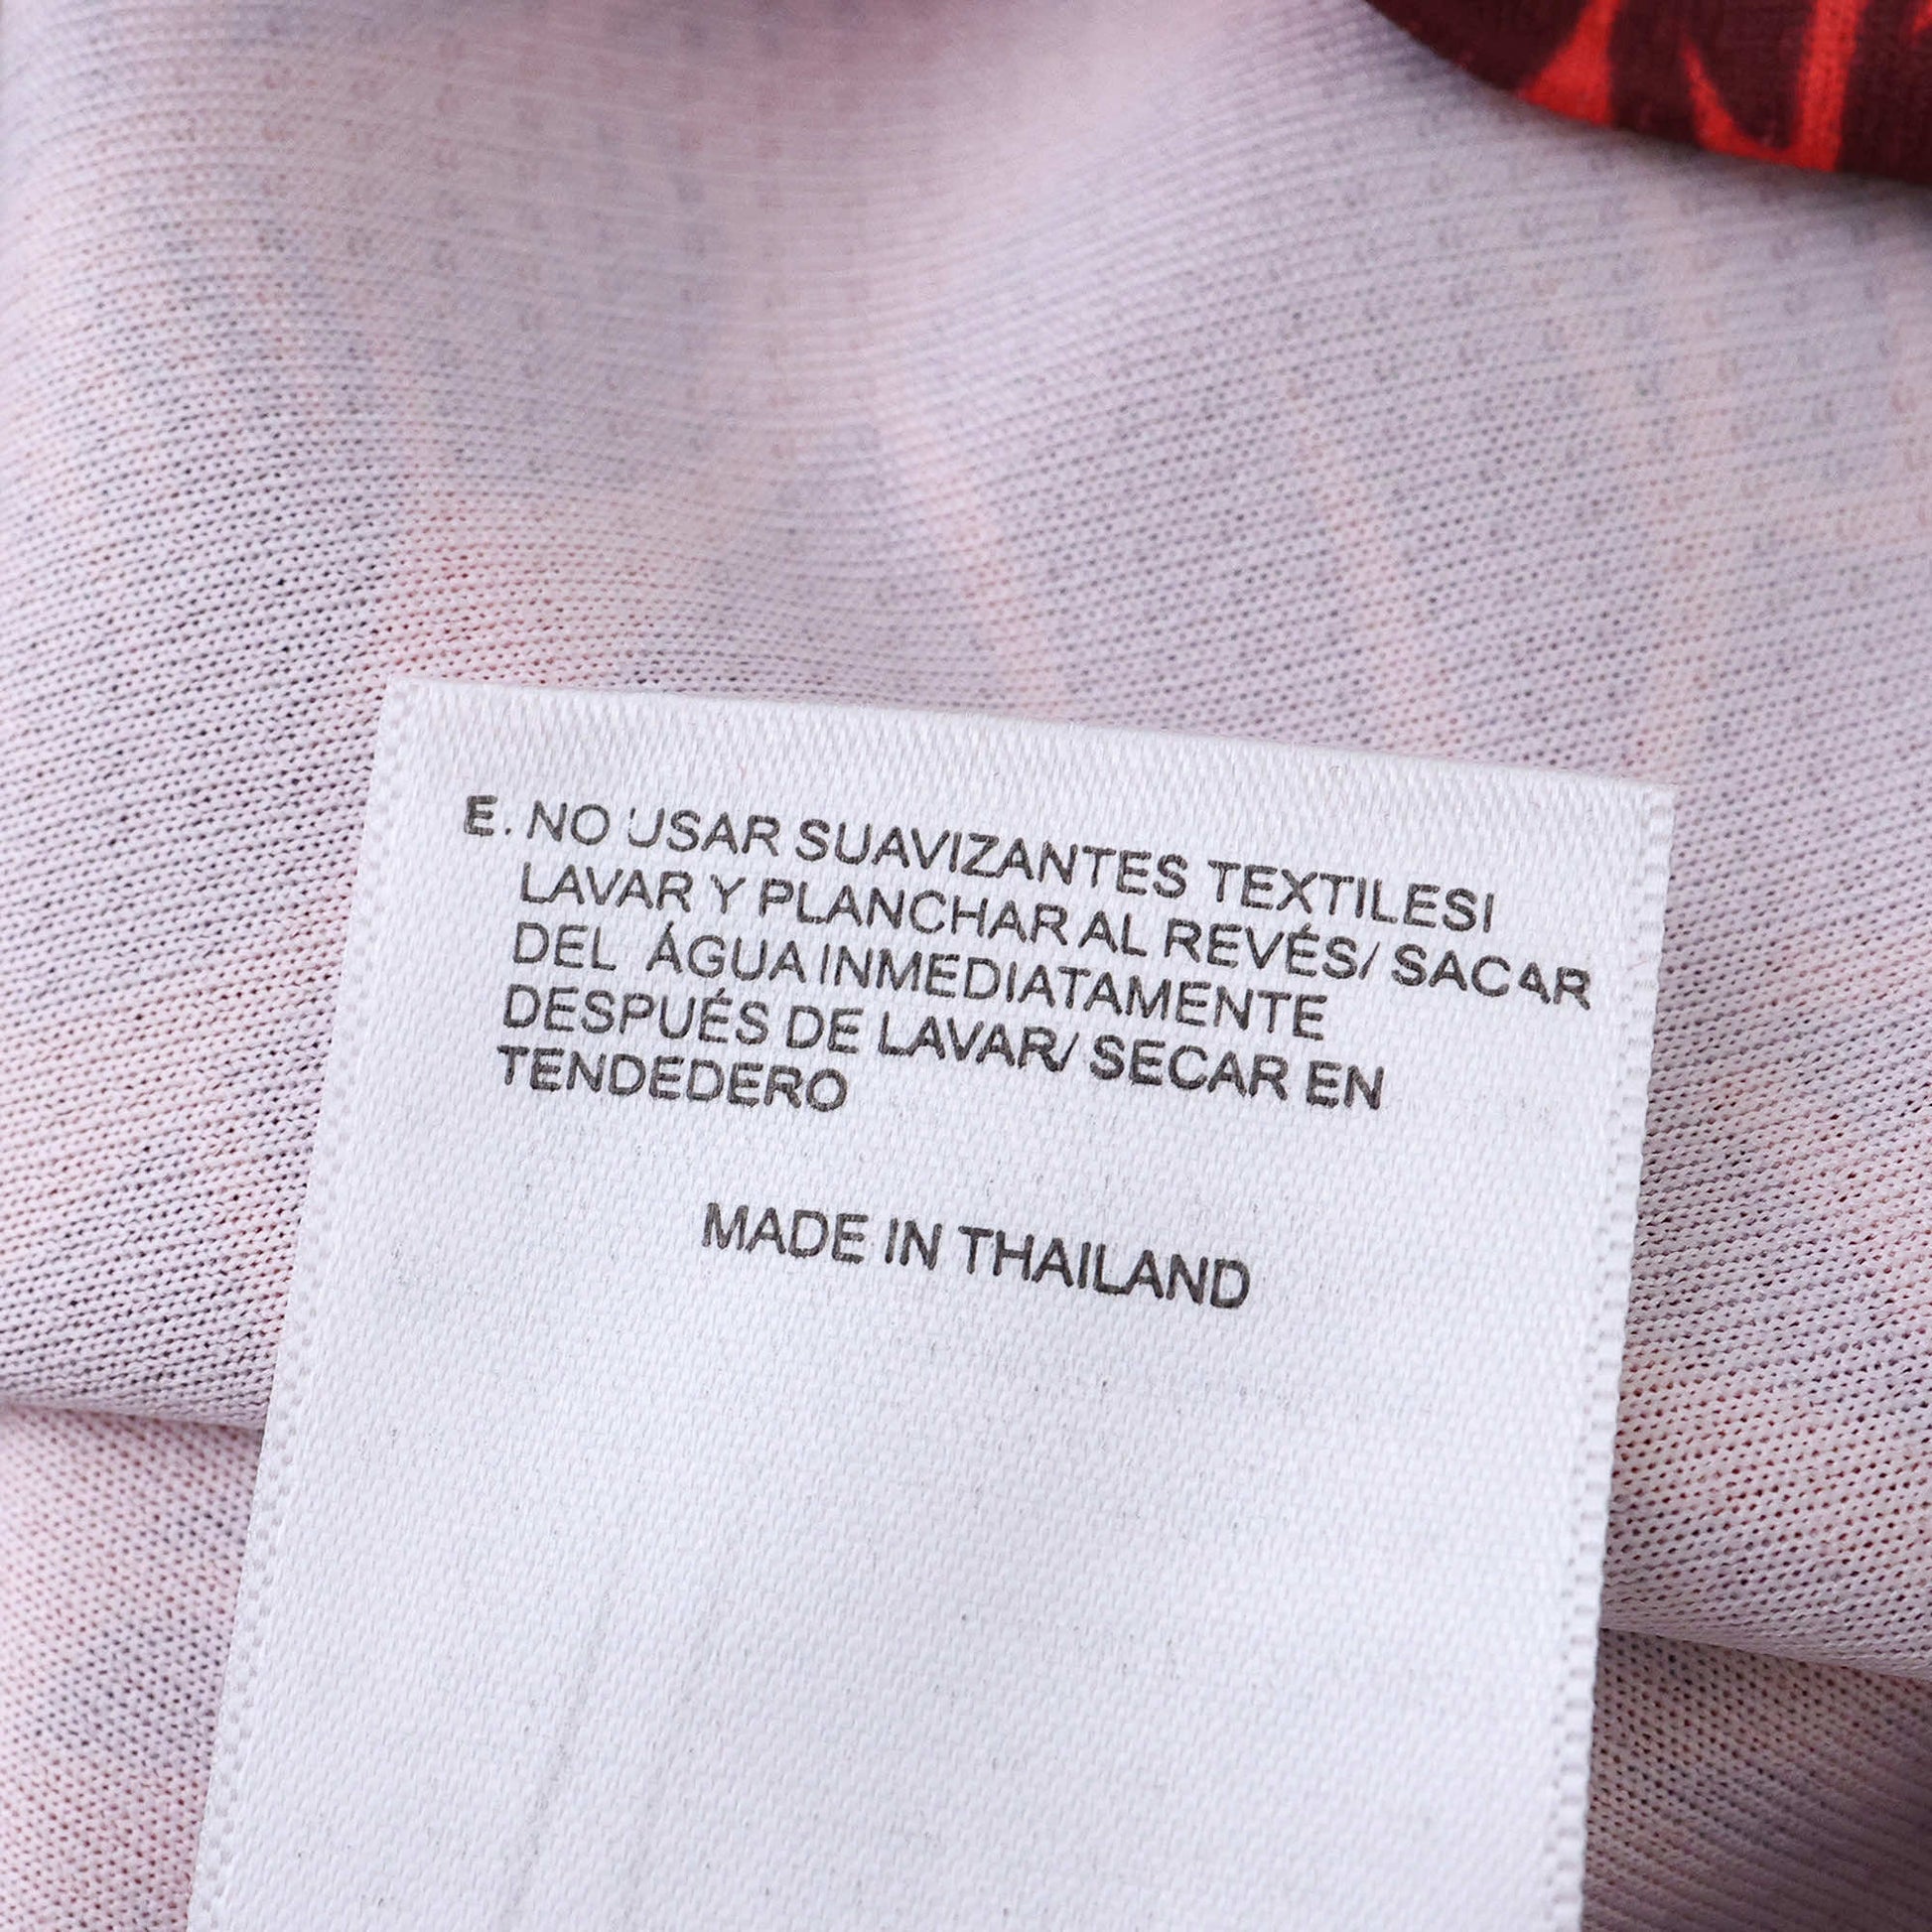 E. NO USAR SUAVIZANTES TEXTILESI
LAVAR Y PLANCHAR AL REVÉS/ SACAR
DEL ÁGUA INMEDIATAMENTE
DESPUÉS DE LAVAR/ SECAR EN
TENDEDERO
MADE IN THAILAND